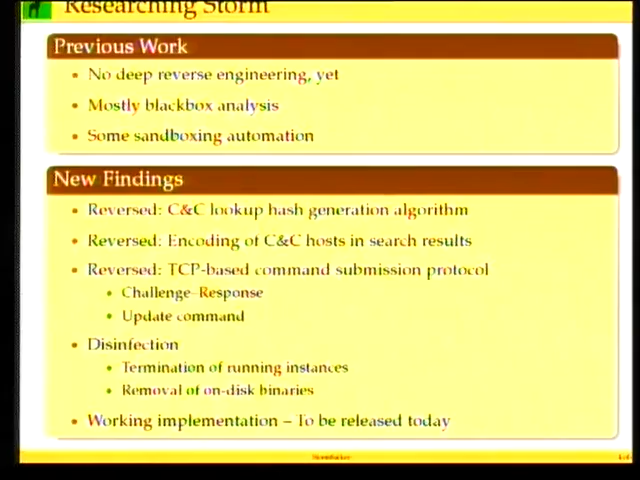 Researching Storm
Previous Work
No deep reverse engineering, yet
Mostly blackbox analysis
Some sandboxing automation
New Findings
Reversed: C&C lookup hash generation algorithm
Reversed: Encoding of C&C hosts in search results
Reversed: TCP-based command submission protocol
Challenge–Response
Update command
Disinfection
Termination of running instances
Removal of on-disk binaries
Working implementation – To be released today